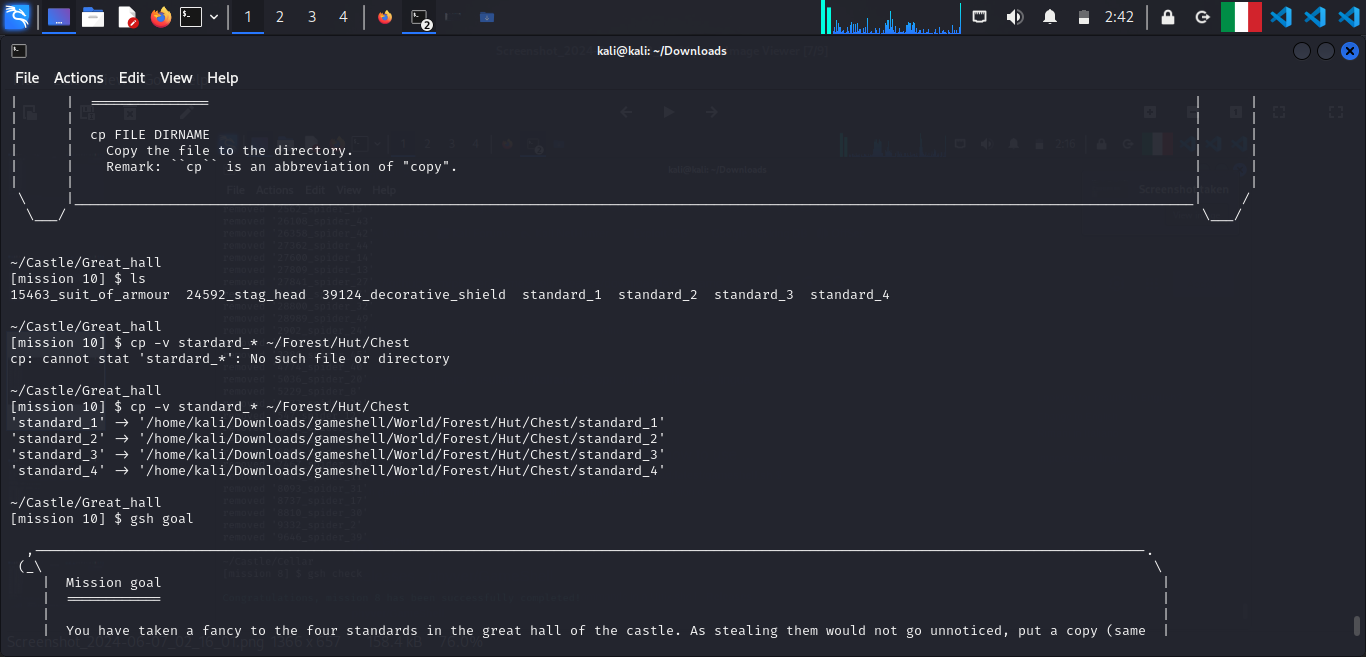 1 2 3 4 2 2:42
kali@kali: ~/Downloads
File Actions Edit View Help
cp FILE DIRNAME
Copy the file to the directory.
Remark: ``cp`` is an abbreviation of "copy".
~/Castle/Great_hall
[mission 10] $ ls
15463_suit_of_armour 24592_stag_head 39124_decorative_shield standard_1 standard_2 standard_3 standard_4
~/Castle/Great_hall
[mission 10] $ cp -v stardard_* ~/Forest/Hut/Chest
cp: cannot stat 'stardard_*': No such file or directory
~/Castle/Great_hall
[mission 10] $ cp -v standard_* ~/Forest/Hut/Chest
'standard_1' -> '/home/kali/Downloads/gameshell/World/Forest/Hut/Chest/standard_1'
'standard_2' -> '/home/kali/Downloads/gameshell/World/Forest/Hut/Chest/standard_2'
'standard_3' -> '/home/kali/Downloads/gameshell/World/Forest/Hut/Chest/standard_3'
'standard_4' -> '/home/kali/Downloads/gameshell/World/Forest/Hut/Chest/standard_4'
~/Castle/Great_hall
[mission 10] $ gsh goal
Mission goal
You have taken a fancy to the four standards in the great hall of the castle. As stealing them would not go unnoticed, put a copy (same